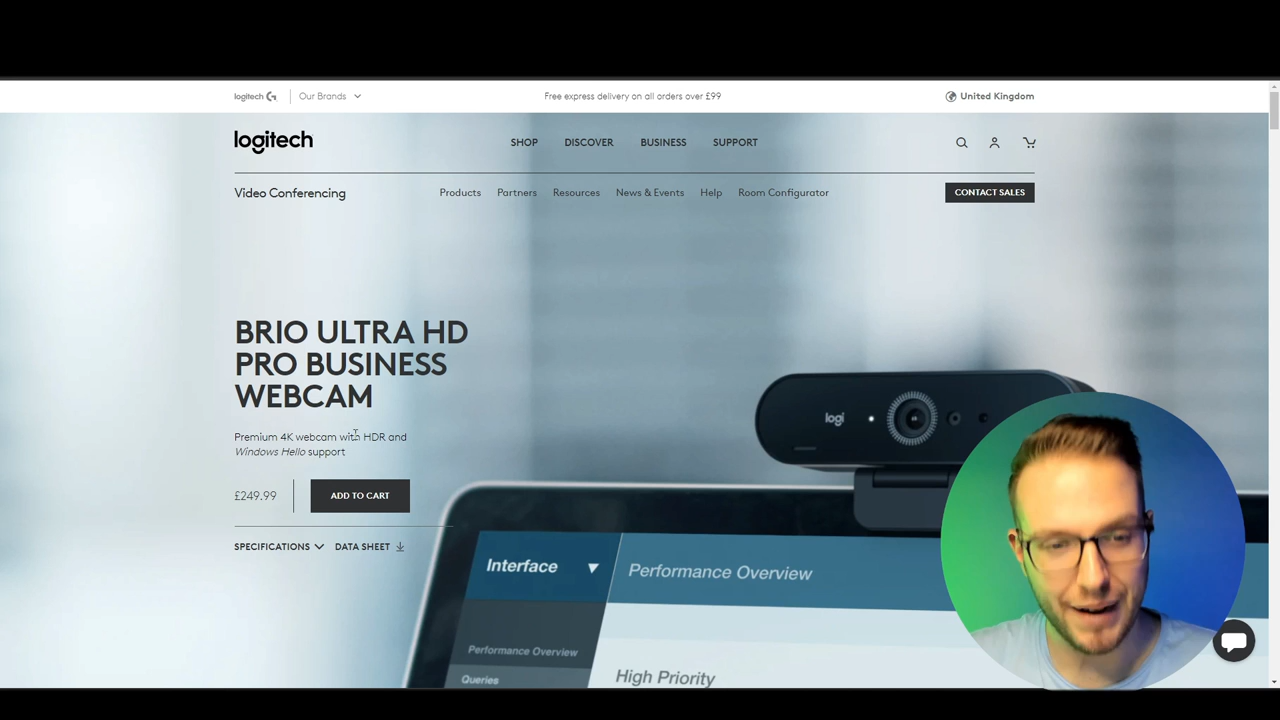 logitech G
Our Brands
Free express delivery on all orders over £99
United Kingdom
logitech
SHOP
DISCOVER
BUSINESS
SUPPORT
Video Conferencing
Products
Partners
Resources
News & Events
Help
Room Configurator
CONTACT SALES
BRIO ULTRA HD
PRO BUSINESS
WEBCAM
Premium 4K webcam with HDR and
Windows Hello support
£249.99
ADD TO CART
SPECIFICATIONS
DATA SHEET
logi
Interface
Performance Overview
Performance Overview
Queries
High Priority